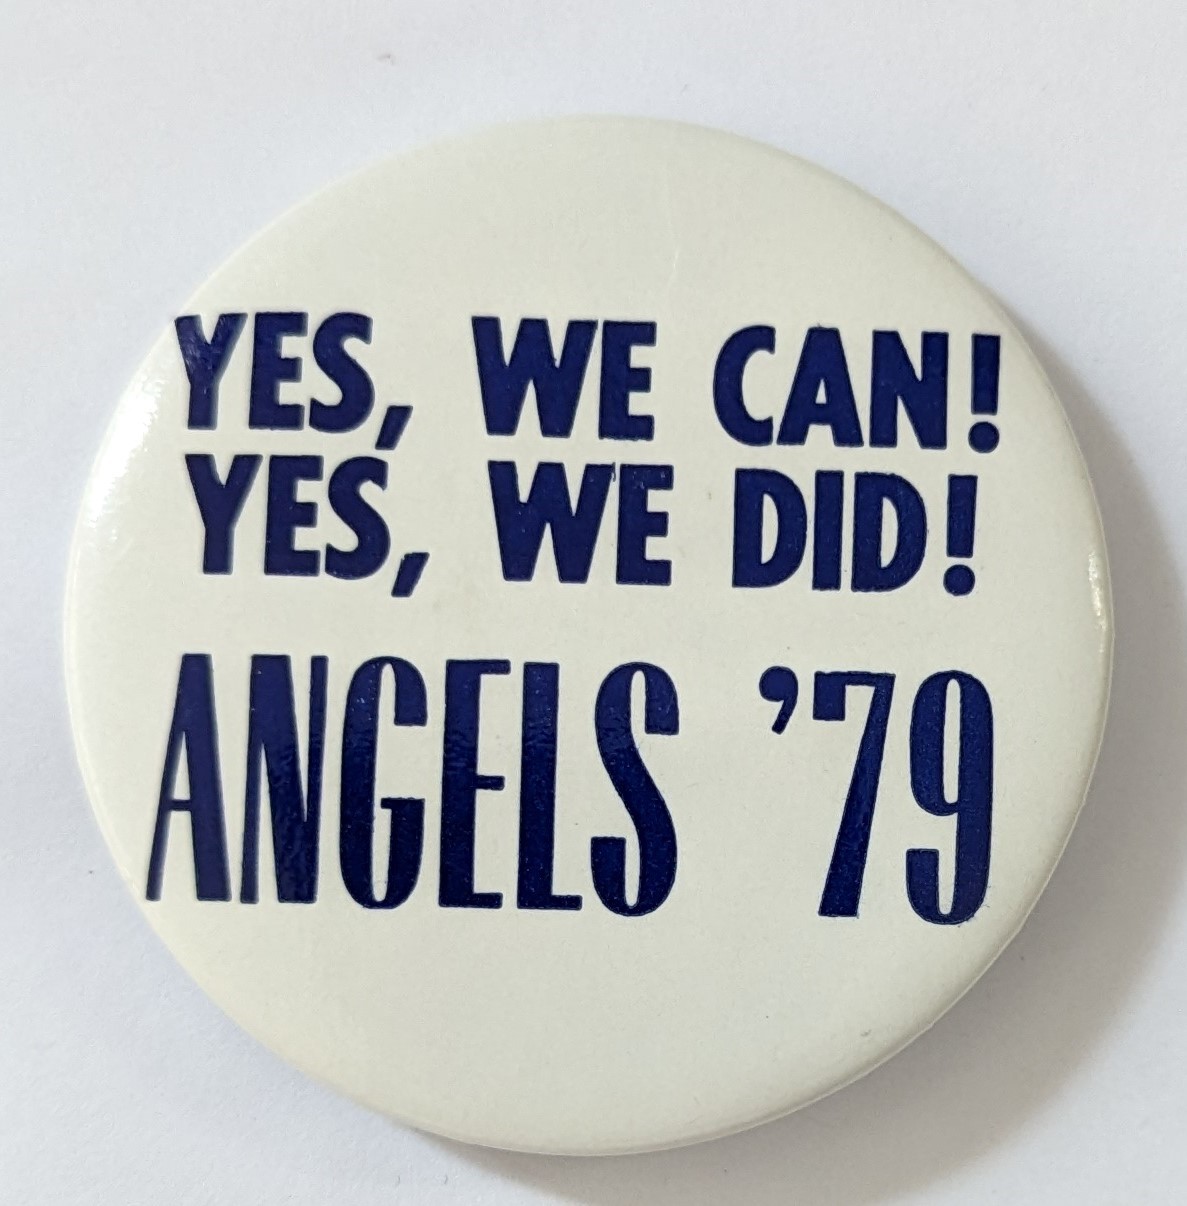 YES, WE CAN!
YES, WE DID!
ANGELS '79